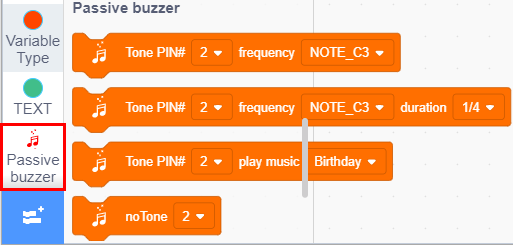 Passive buzzer
Variable
Type
TEXT
Passive
buzzer
Tone PIN# 2 frequency NOTE_C3
Tone PIN# 2 frequency NOTE_C3 duration 1/4
Tone PIN# 2 play music Birthday
noTone 2